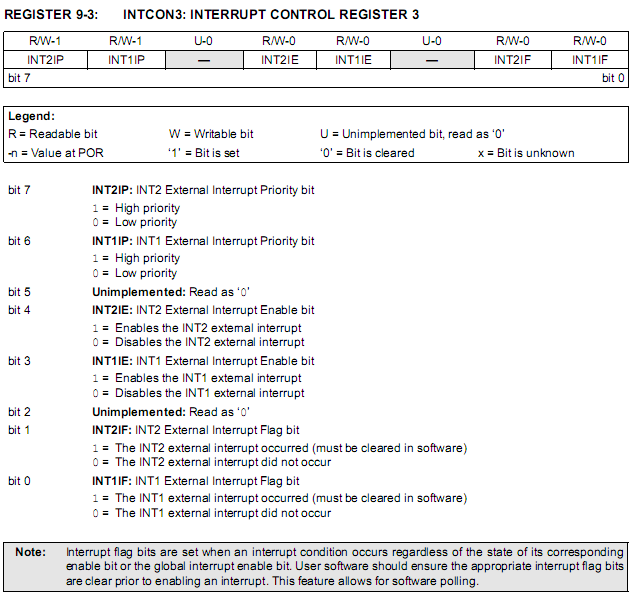 REGISTER 9-3: INTCON3: INTERRUPT CONTROL REGISTER 3
R/W-1 R/W-1 U-0 R/W-0 R/W-0 U-0 R/W-0 R/W-0
INT2IP INT1IP — INT2IE INT1IE — INT2IF INT1IF
bit 7 bit 0
Legend:
R = Readable bit W = Writable bit U = Unimplemented bit, read as ‘0’
-n = Value at POR ‘1’ = Bit is set ‘0’ = Bit is cleared x = Bit is unknown
bit 7 INT2IP: INT2 External Interrupt Priority bit
1 = High priority
0 = Low priority
bit 6 INT1IP: INT1 External Interrupt Priority bit
1 = High priority
0 = Low priority
bit 5 Unimplemented: Read as ‘0’
bit 4 INT2IE: INT2 External Interrupt Enable bit
1 = Enables the INT2 external interrupt
0 = Disables the INT2 external interrupt
bit 3 INT1IE: INT1 External Interrupt Enable bit
1 = Enables the INT1 external interrupt
0 = Disables the INT1 external interrupt
bit 2 Unimplemented: Read as ‘0’
bit 1 INT2IF: INT2 External Interrupt Flag bit
1 = The INT2 external interrupt occurred (must be cleared in software)
0 = The INT2 external interrupt did not occur
bit 0 INT1IF: INT1 External Interrupt Flag bit
1 = The INT1 external interrupt occurred (must be cleared in software)
0 = The INT1 external interrupt did not occur
Note: Interrupt flag bits are set when an interrupt condition occurs regardless of the state of its corresponding
enable bit or the global interrupt enable bit. User software should ensure the appropriate interrupt flag bits
are clear prior to enabling an interrupt. This feature allows for software polling.